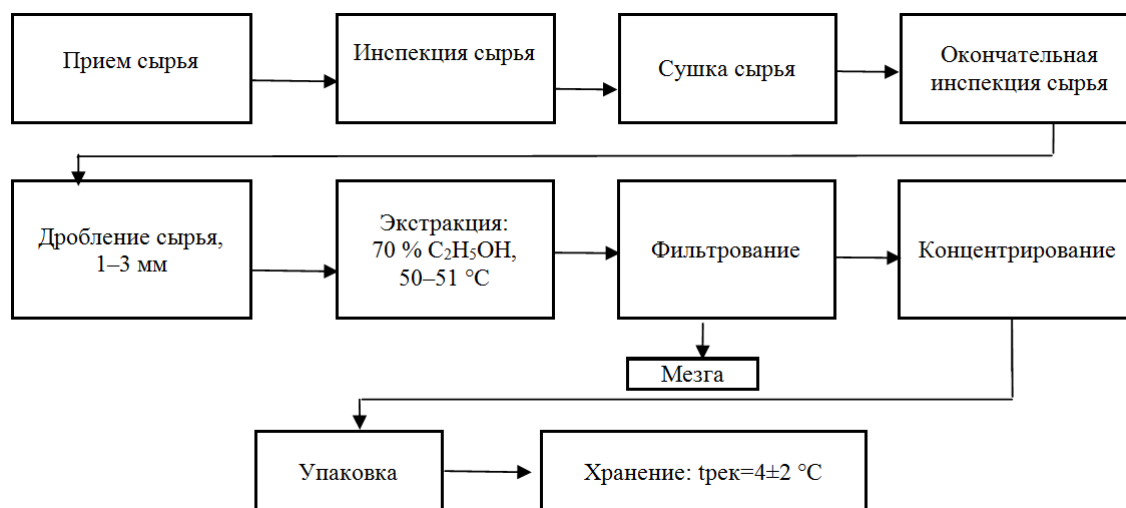 Прием сырья
Инспекция сырья
Сушка сырья
Окончательная
инспекция сырья
Дробление сырья,
1–3 мм
Экстракция:
70 % C₂H₅OH,
50–51 °C
Фильтрование
Концентрирование
Мезга
Упаковка
Хранение: tрек=4±2 °C